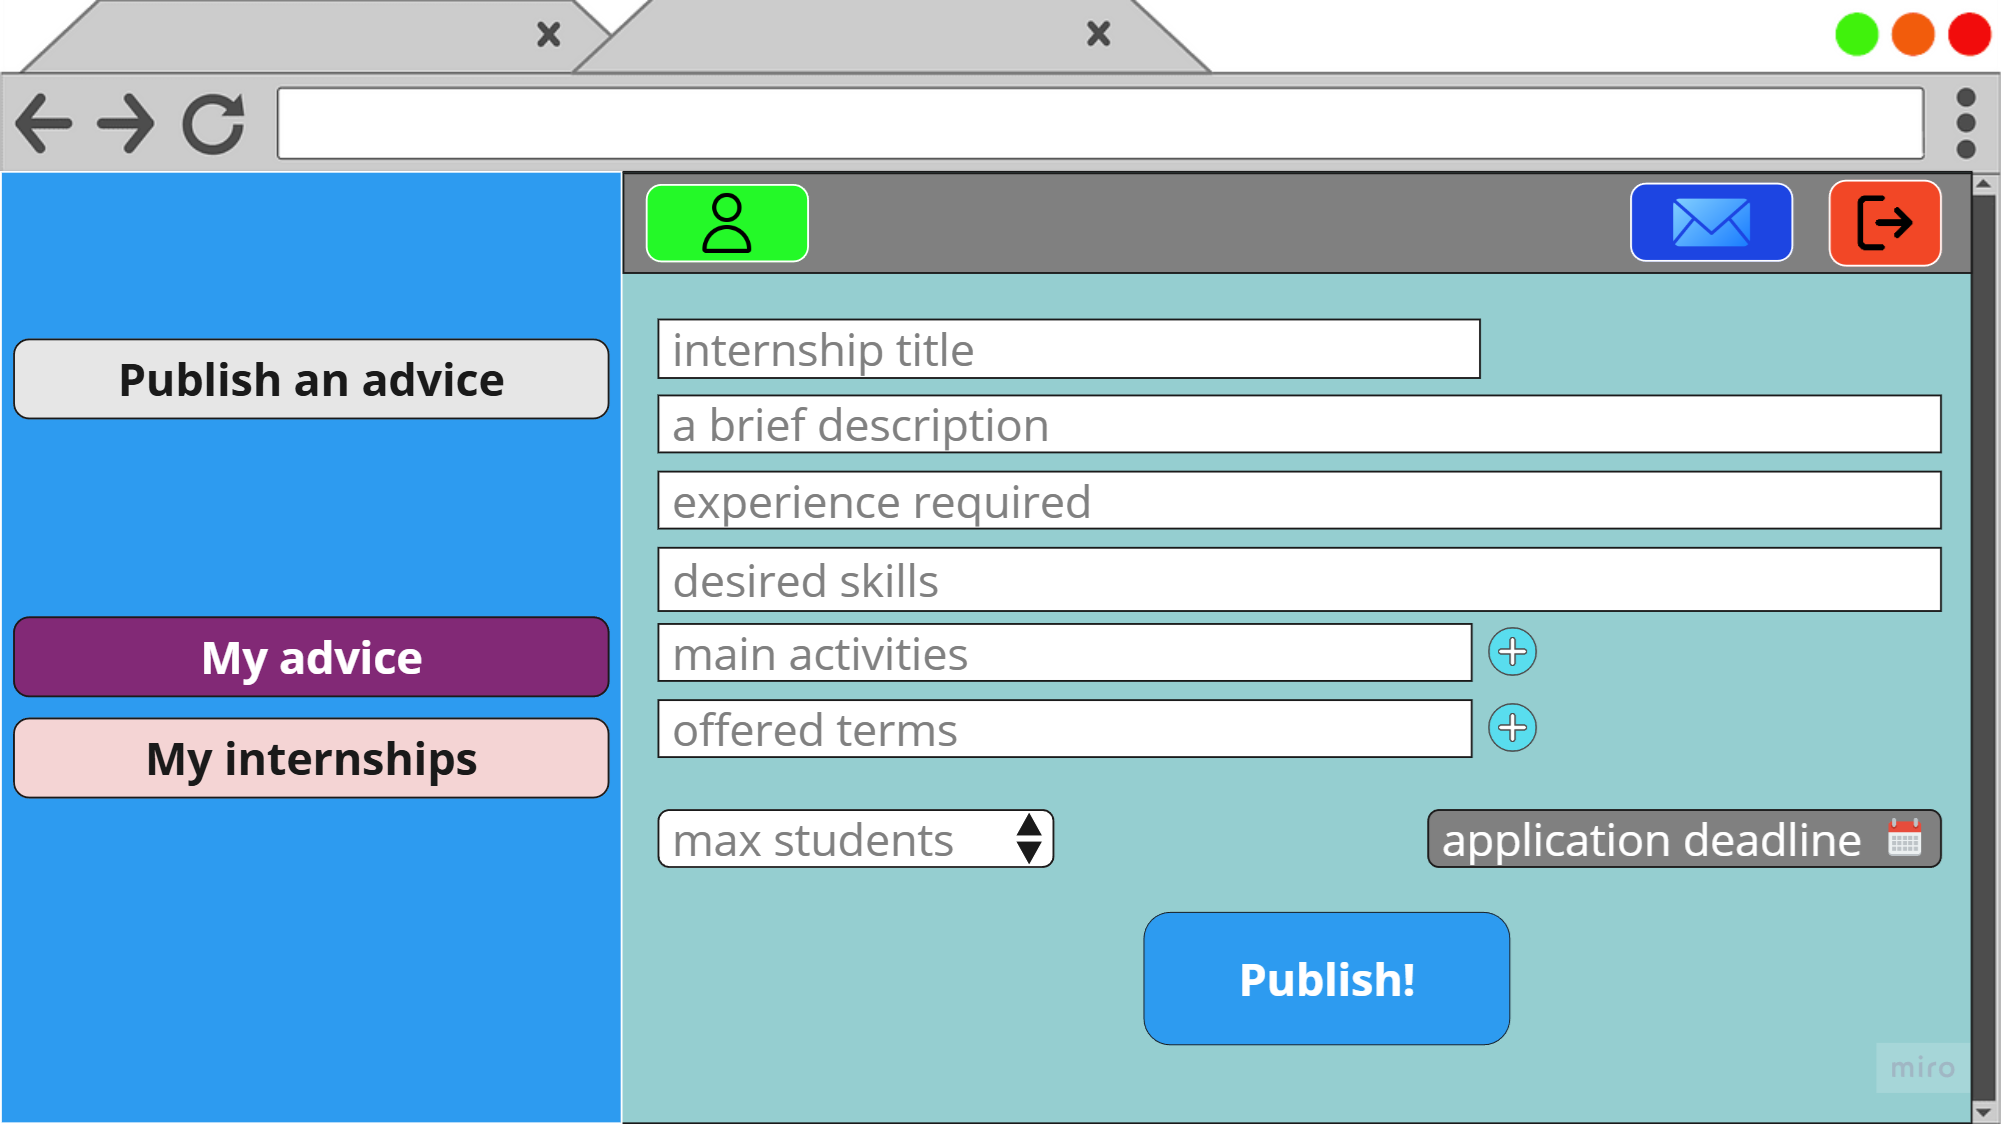 Publish an advice
My advice
My internships
internship title
a brief description
experience required
desired skills
main activities
offered terms
max students
application deadline
Publish!
miro